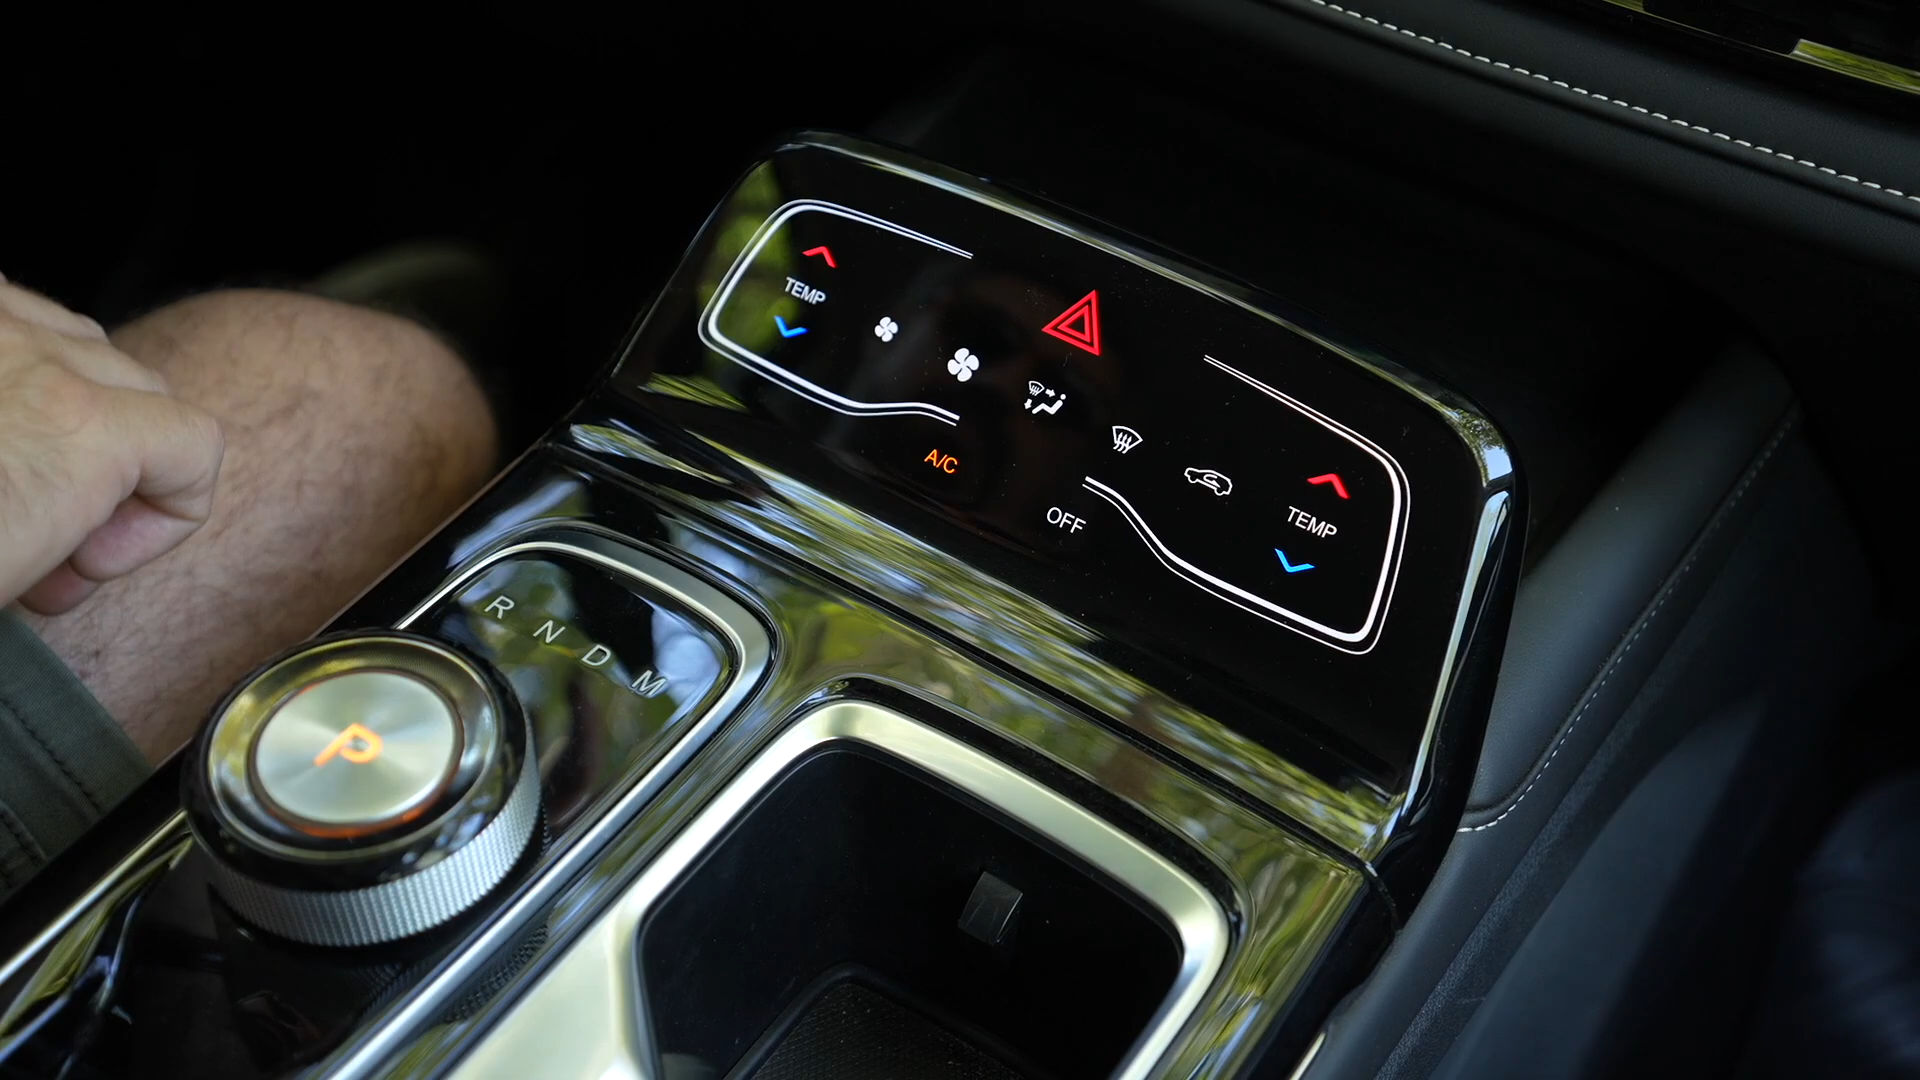 TEMP
A/C
OFF
TEMP
R N D M
P